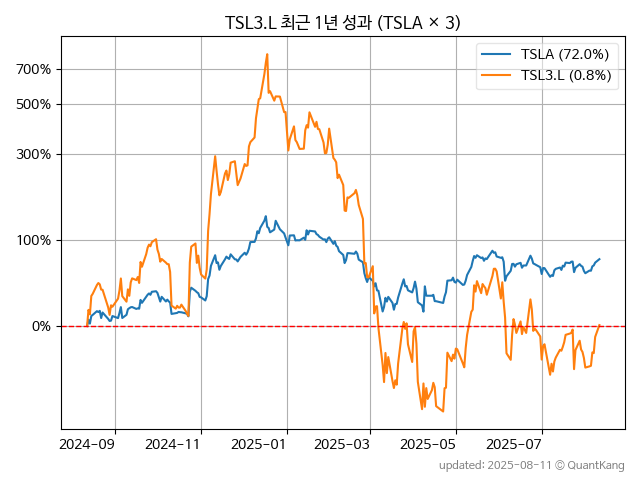 TSL3.L 최근 1년 성과 (TSLA × 3)
TSLA (72.0%)
TSL3.L (0.8%)
700%
500%
300%
100%
0%
2024-09 2024-11 2025-01 2025-03 2025-05 2025-07
updated: 2025-08-11 © QuantKang